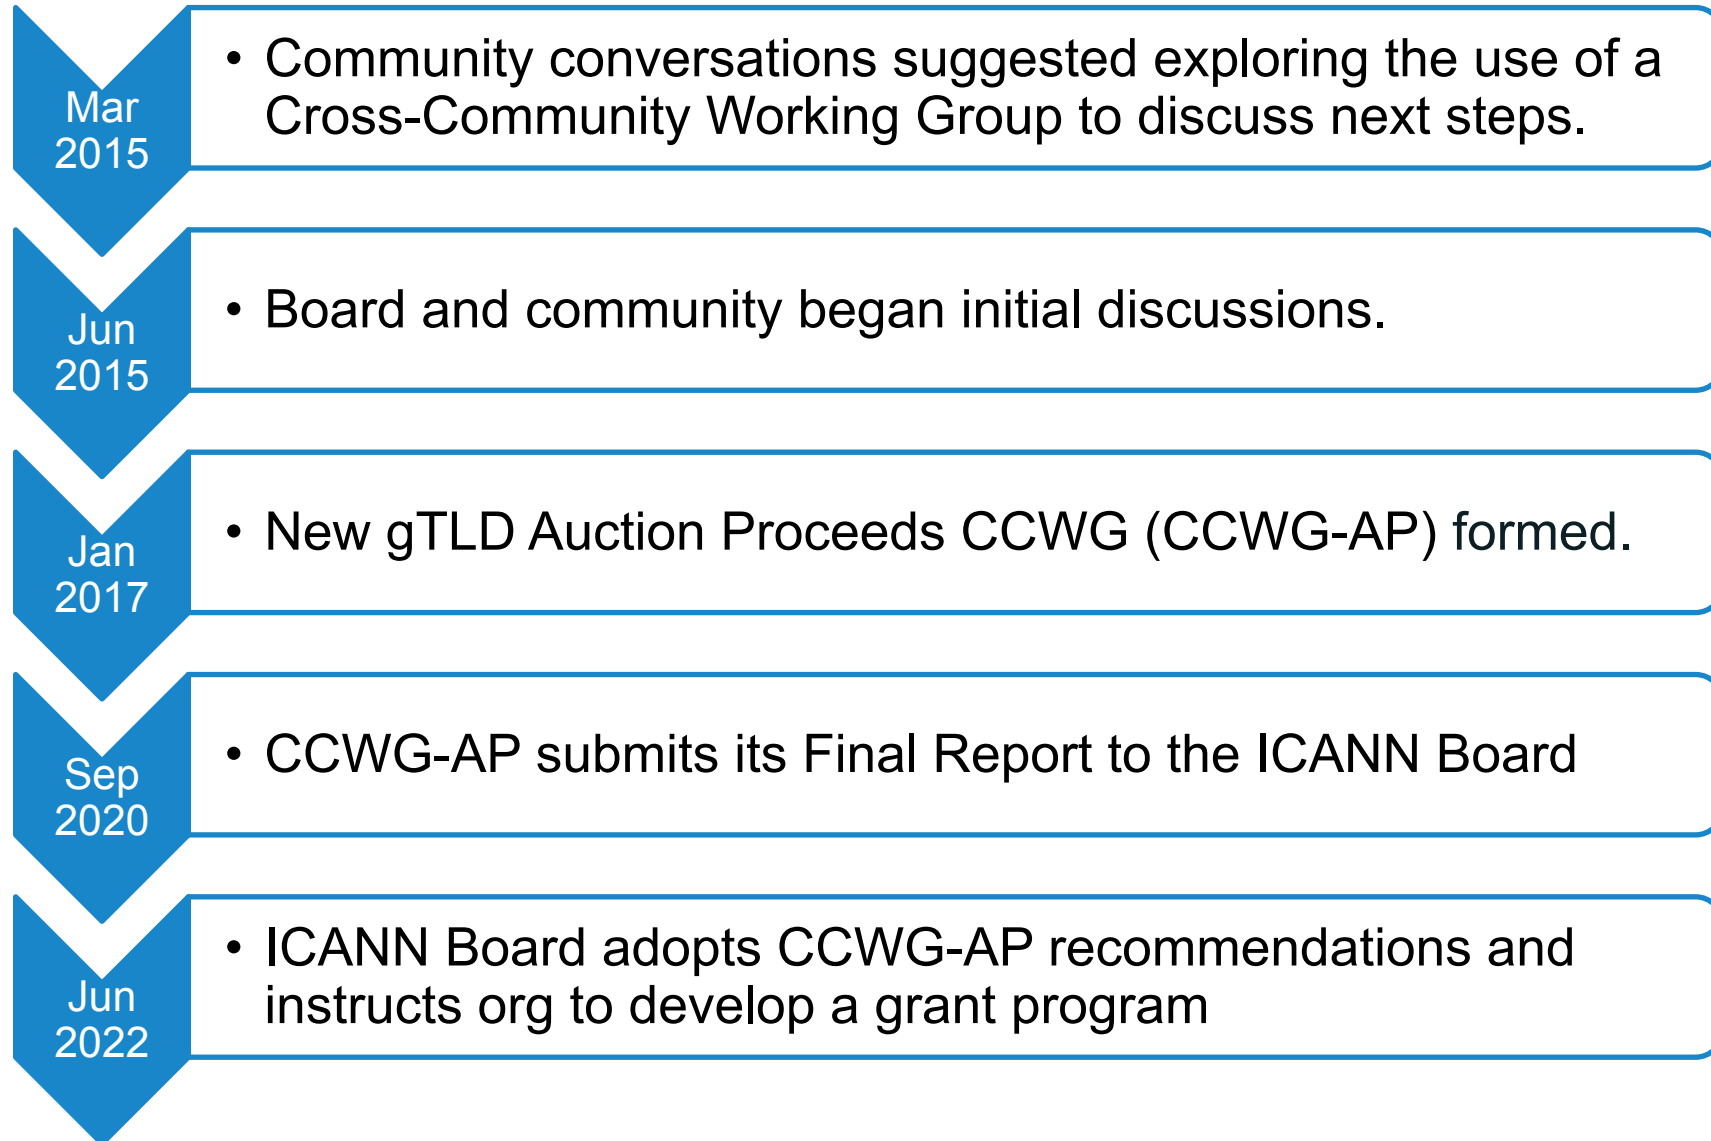 Mar
2015
• Community conversations suggested exploring the use of a
Cross-Community Working Group to discuss next steps.
Jun
2015
• Board and community began initial discussions.
Jan
2017
• New gTLD Auction Proceeds CCWG (CCWG-AP) formed.
Sep
2020
• CCWG-AP submits its Final Report to the ICANN Board
Jun
2022
• ICANN Board adopts CCWG-AP recommendations and
instructs org to develop a grant program